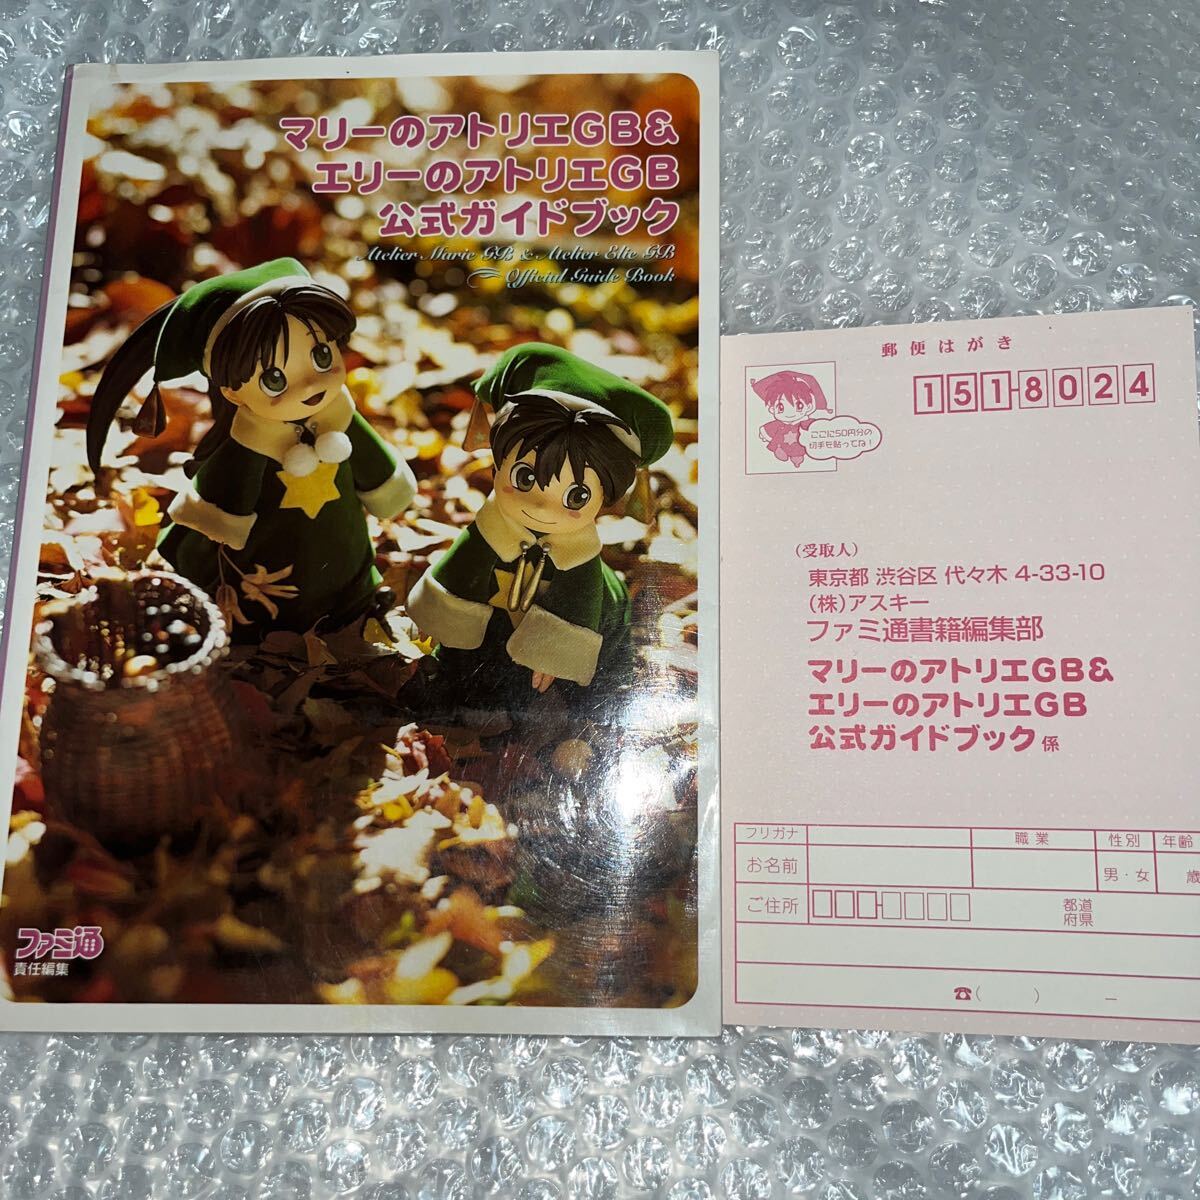 マリーのアトリエGB&
エリーのアトリエGB
公式ガイドブック
Atelier Marie GB & Atelier Elie GB
Official Guide Book
ファミ通
責任編集
郵便はがき
1518024
ここに50円分の
切手を貼ってね!
(受取人)
東京都 渋谷区 代々木 4-33-10
(株)アスキー
ファミ通書籍編集部
マリーのアトリエGB&
エリーのアトリエGB
公式ガイドブック 係
フリガナ
職業
性別
年齢
お名前
男・女
歳
ご住所
都道
府県
☎( ) –